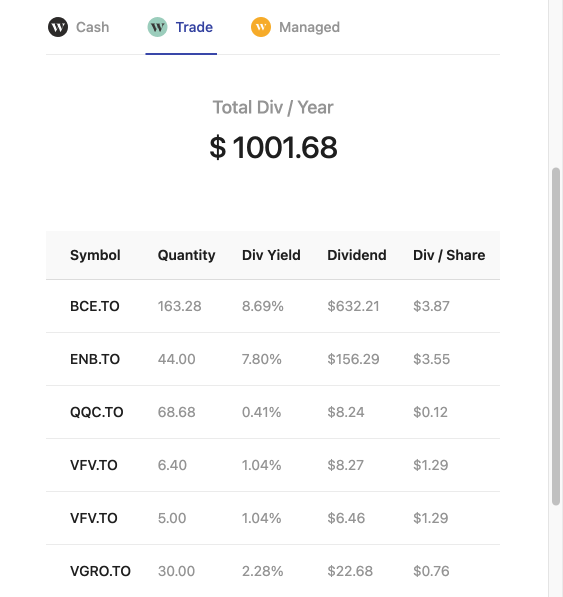 W Cash W Trade W Managed
Total Div / Year
$ 1001.68
Symbol Quantity Div Yield Dividend Div / Share
BCE.TO 163.28 8.69% $632.21 $3.87
ENB.TO 44.00 7.80% $156.29 $3.55
QQC.TO 68.68 0.41% $8.24 $0.12
VFV.TO 6.40 1.04% $8.27 $1.29
VFV.TO 5.00 1.04% $6.46 $1.29
VGRO.TO 30.00 2.28% $22.68 $0.76